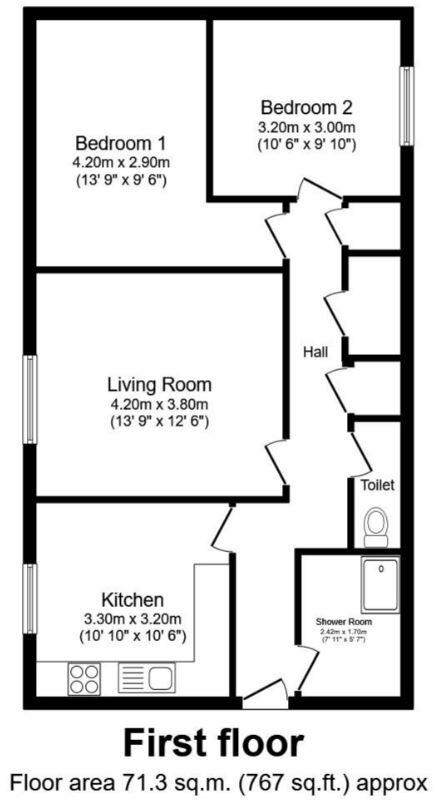 Bedroom 2
3.20m x 3.00m
(10' 6" x 9' 10")
Bedroom 1
4.20m x 2.90m
(13' 9" x 9' 6")
Hall
Living Room
4.20m x 3.80m
(13' 9" x 12' 6")
Toilet
Kitchen
3.30m x 3.20m
(10' 10" x 10' 6")
Shower Room
2.42m x 1.70m
(7' 11" x 5' 7")
First floor
Floor area 71.3 sq.m. (767 sq.ft.) approx